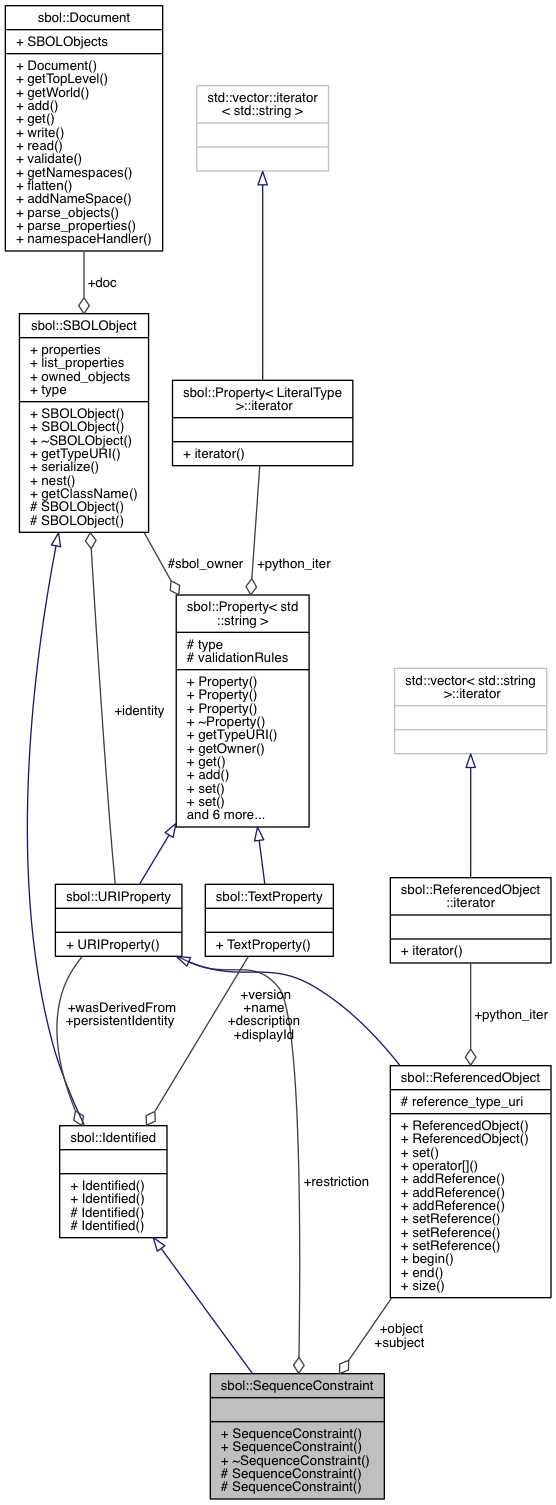 sbol::Document
+ SBOLObjects
+ Document()
+ getTopLevel()
+ getWorld()
+ add()
+ get()
+ write()
+ read()
+ validate()
+ getNamespaces()
+ flatten()
+ addNameSpace()
+ parse_objects()
+ parse_properties()
+ namespaceHandler()
std::vector::iterator
< std::string >
+doc
sbol::SBOLObject
+ properties
+ list_properties
+ owned_objects
+ type
+ SBOLObject()
+ SBOLObject()
+ ~SBOLObject()
+ getTypeURI()
+ serialize()
+ nest()
+ getClassName()
# SBOLObject()
# SBOLObject()
sbol::Property< LiteralType
>::iterator
+ iterator()
#sbol_owner
+python_iter
sbol::Property< std
::string >
# type
# validationRules
+ Property()
+ Property()
+ Property()
+ ~Property()
+ getTypeURI()
+ getOwner()
+ get()
+ add()
+ set()
+ set()
and 6 more...
+identity
std::vector< std::string
>::iterator
sbol::URIProperty
+ URIProperty()
sbol::TextProperty
+ TextProperty()
sbol::ReferencedObject
::iterator
+ iterator()
+wasDerivedFrom
+persistentIdentity
+version
+name
+description
+displayId
+python_iter
sbol::ReferencedObject
# reference_type_uri
+ ReferencedObject()
+ ReferencedObject()
+ set()
+ operator[]()
+ addReference()
+ addReference()
+ addReference()
+ setReference()
+ setReference()
+ setReference()
+ begin()
+ end()
+ size()
sbol::Identified
+ Identified()
+ Identified()
# Identified()
# Identified()
+restriction
+object
+subject
sbol::SequenceConstraint
+ SequenceConstraint()
+ SequenceConstraint()
+ ~SequenceConstraint()
# SequenceConstraint()
# SequenceConstraint()